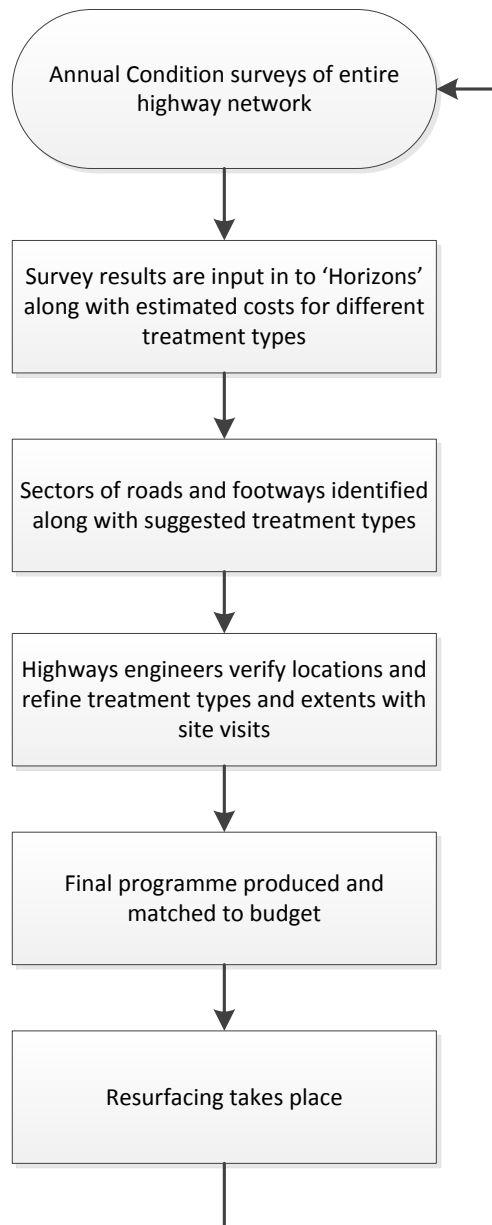 Annual Condition surveys of entire
highway network
Survey results are input in to ‘Horizons’
along with estimated costs for different
treatment types
Sectors of roads and footways identified
along with suggested treatment types
Highways engineers verify locations and
refine treatment types and extents with
site visits
Final programme produced and
matched to budget
Resurfacing takes place